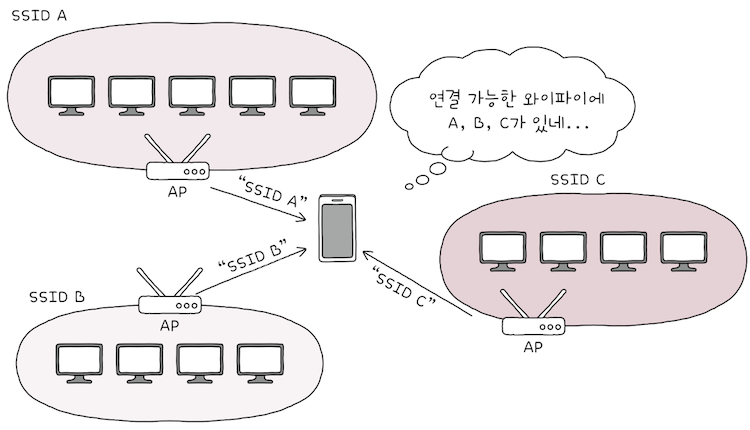 SSID A
연결 가능한 와이파이에
A, B, C가 있네...
AP
"SSID A"
SSID C
"SSID B"
"SSID C"
SSID B
AP
AP